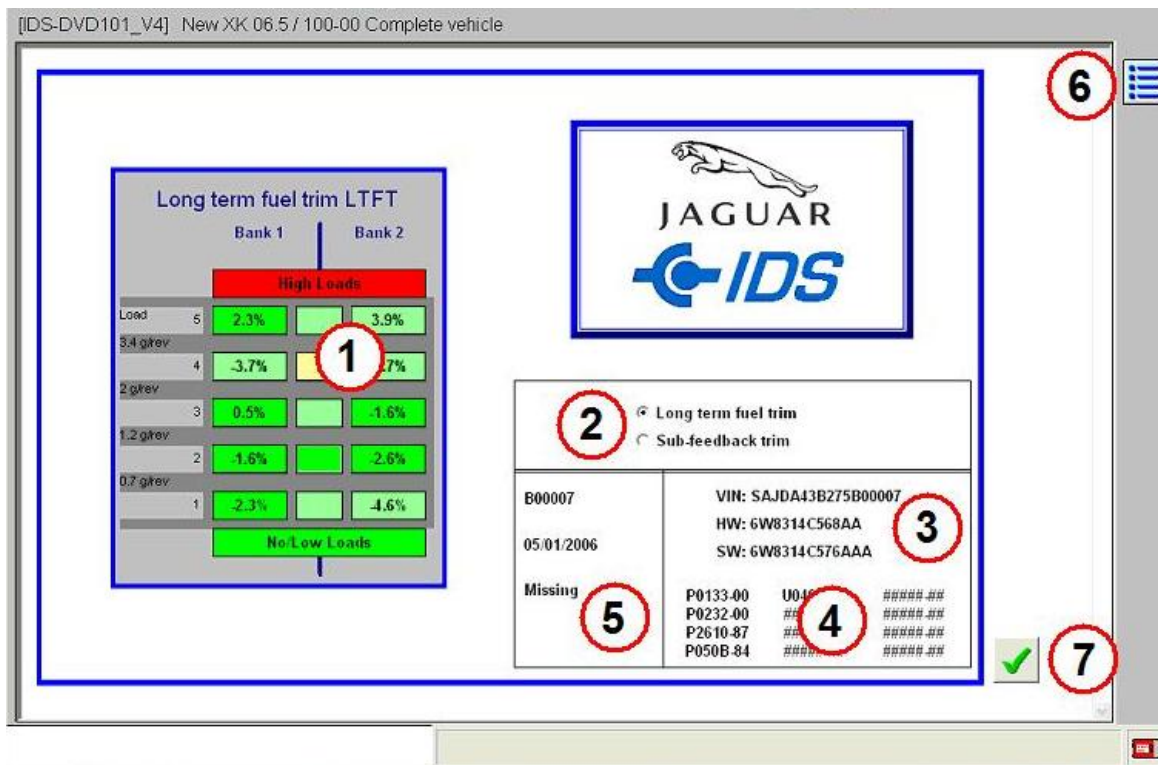 [IDS-DVD101_V4] New XK 06.5 / 100-00 Complete vehicle
6
Long term fuel trim LTFT
Bank 1 Bank 2
High Loads
Load 5 2.3% 3.9%
3.4 g/rev
4 -3.7% 7%
2 g/rev
3 0.5% -1.6%
1.2 g/rev
2 -1.6% -2.6%
0.7 g/rev
1 -2.3% -4.6%
No/Low Loads
1
JAGUAR
IDS
2
Long term fuel trim
Sub-feedback trim
B00007
05/01/2006
Missing
5
VIN: SAJDA43B275B00007
HW: 6W8314C568AA
SW: 6W8314C576AAA
3
P0133-00 #####-##
P0232-00 #####-##
P2610-87 #####-##
P050B-84 #####-##
4
7